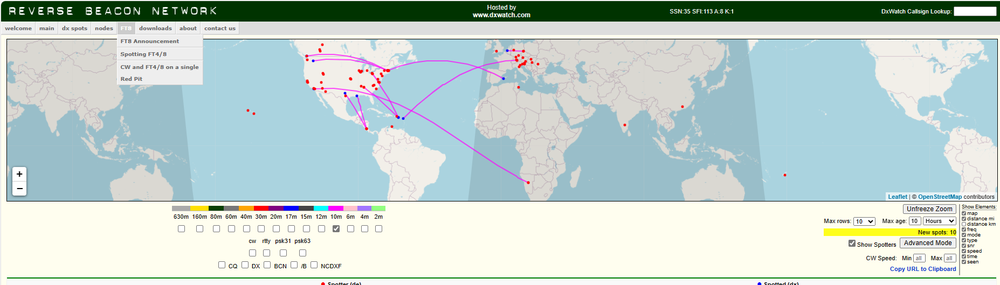 REVERSE BEACON NETWORK
Hosted by
www.dxwatch.com
SSN:35 SFI:113 A:8 K:1
DxWatch Callsign Lookup:
welcome main dx spots nodes FT8 downloads about contact us
FT8 Announcement
Spotting FT4/8
CW and FT4/8 on a single
Red Pit
+
−
Leaflet | © OpenStreetMap contributors
630m 160m 80m 60m 40m 30m 20m 17m 15m 12m 10m 6m 4m 2m
cw rtty psk31 psk63
CQ DX BCN /B NCDXF
Unfreeze Zoom
Max rows: 10 Max age: 10 Hours
New spots: 10
Show Spotters Advanced Mode
CW Speed: Min all Max all
Copy URL to Clipboard
Show Elements:
map
distance mi
distance km
freq
mode
type
snr
speed
time
seen
Spotter (de) Spotted (dx)